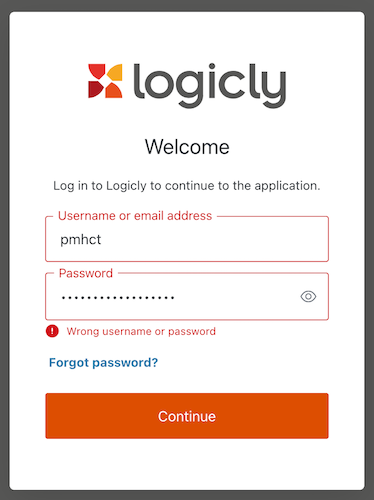 logicly
Welcome
Log in to Logicly to continue to the application.
Username or email address
pmhct
Password
••••••••••••••••••
! Wrong username or password
Forgot password?
Continue